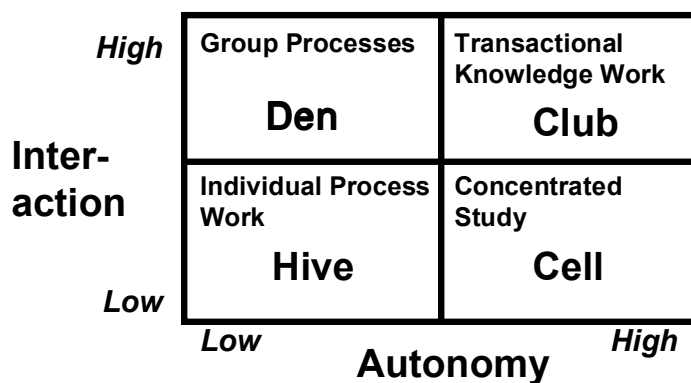 High
Group Processes
Transactional
Knowledge Work
Den
Club
Inter-
action
Individual Process
Work
Concentrated
Study
Hive
Cell
Low
Low
High
Autonomy